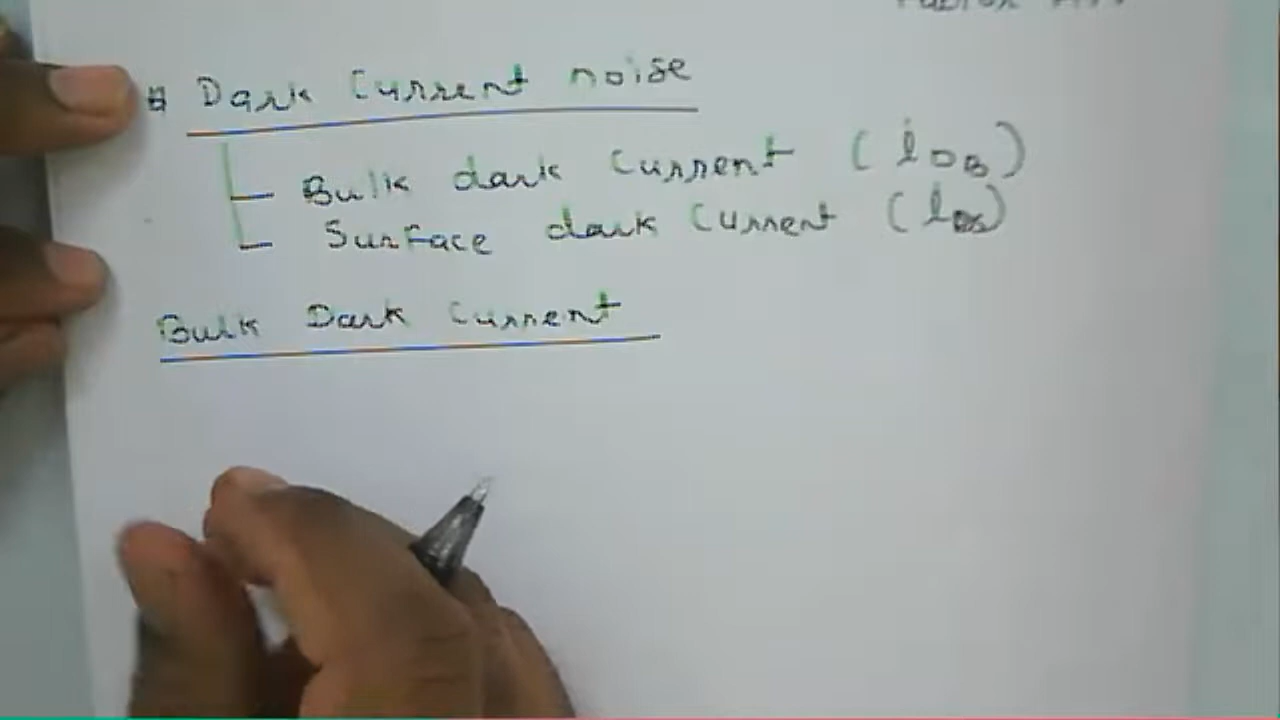 # Dark Current noise
Bulk dark Current (iDB)
Surface dark Current (iDS)
Bulk Dark Current